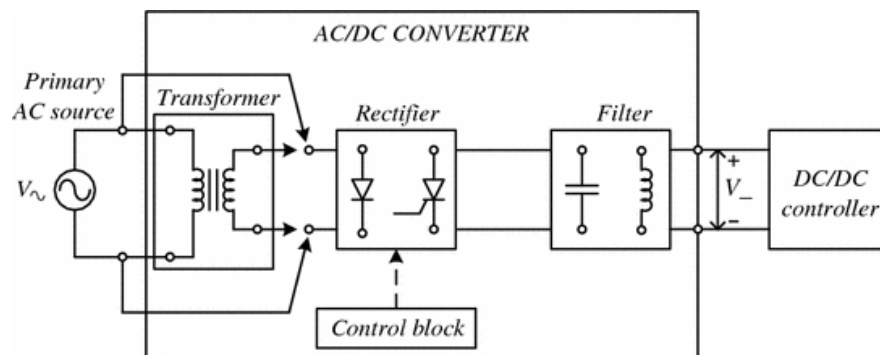 AC/DC CONVERTER
Primary
AC source
Transformer
Rectifier
Filter
V~
+
V_
-
DC/DC
controller
Control block